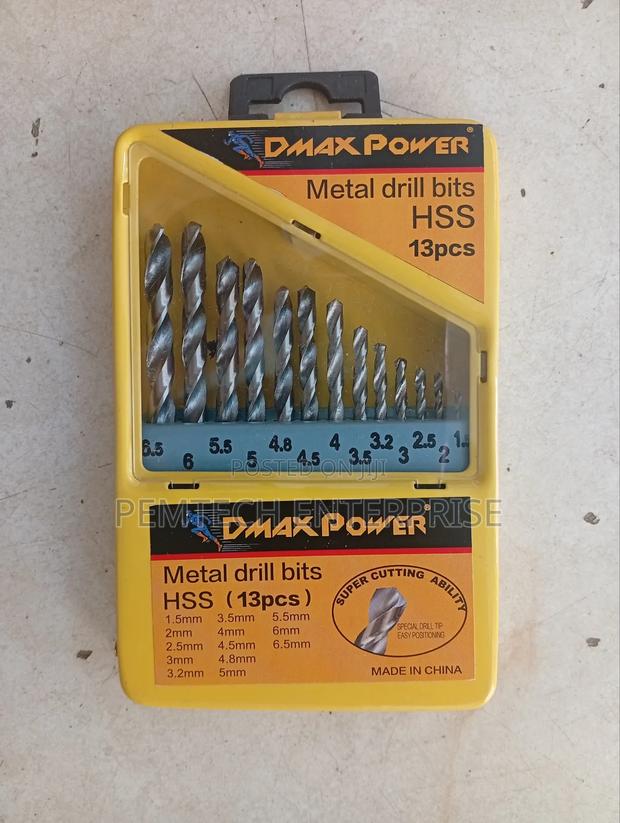 DMAX POWER®
Metal drill bits
HSS
13pcs
6.5 6 5.5 5 4.8 4.5 4 3.5 3.2 3 2.5 2 1.
POSTED ON JIJI
PEMTECH ENTERPRISE
DMAX POWER®
Metal drill bits
HSS (13pcs)
1.5mm 3.5mm 5.5mm
2mm 4mm 6mm
2.5mm 4.5mm 6.5mm
3mm 4.8mm
3.2mm 5mm
SUPER CUTTING ABILITY
SPECIAL DRILL TIP
EASY POSITIONING
MADE IN CHINA